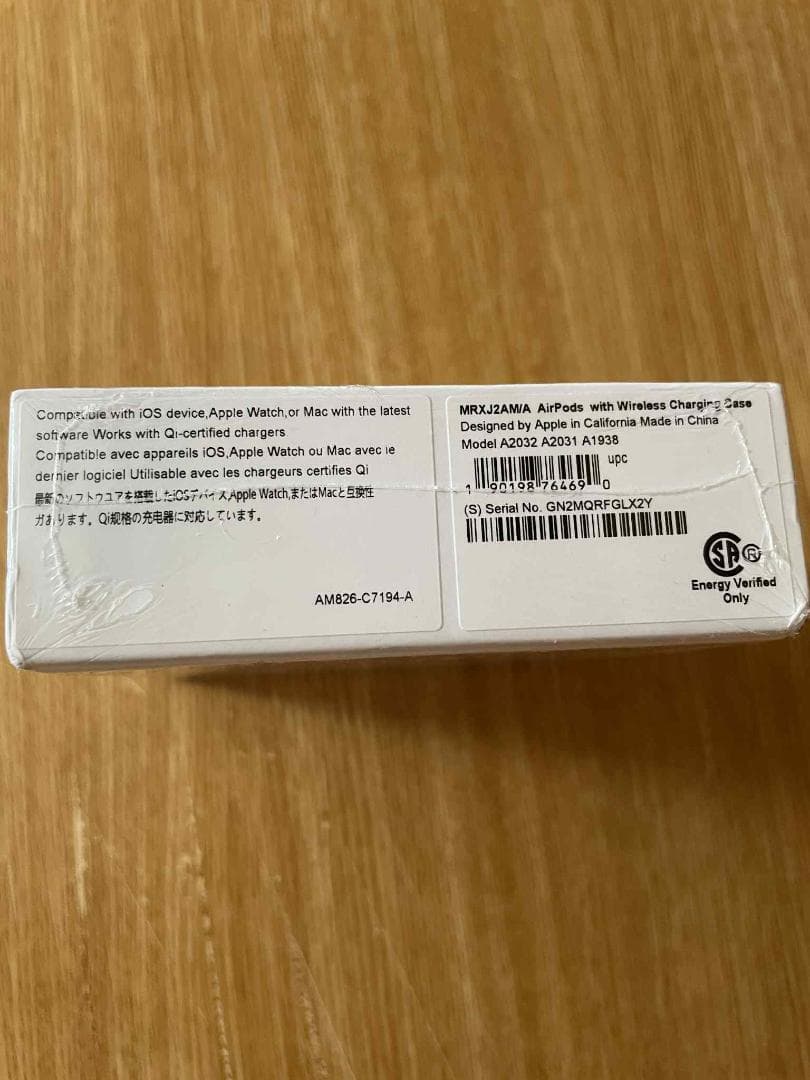 Compatible with iOS device,Apple Watch,or Mac with the latest
software Works with Qi-certified chargers
Compatible avec appareils iOS,Apple Watch ou Mac avec le
dernier logiciel Utilisable avec les chargeurs certifies Qi
最新のソフトウユアを搭載したiOSデバイス,Apple Watch,またはMacと互換性
ガあります。Qi规格の充电器に対応しています。
AM826-C7194-A
MRXJ2AM/A AirPods with Wireless Charging Case
Designed by Apple in California Made in China
Model A2032 A2031 A1938
upc
1 90198 76469 0
(S) Serial No. GN2MQRFGLX2Y
SA ®
Energy Verified
Only